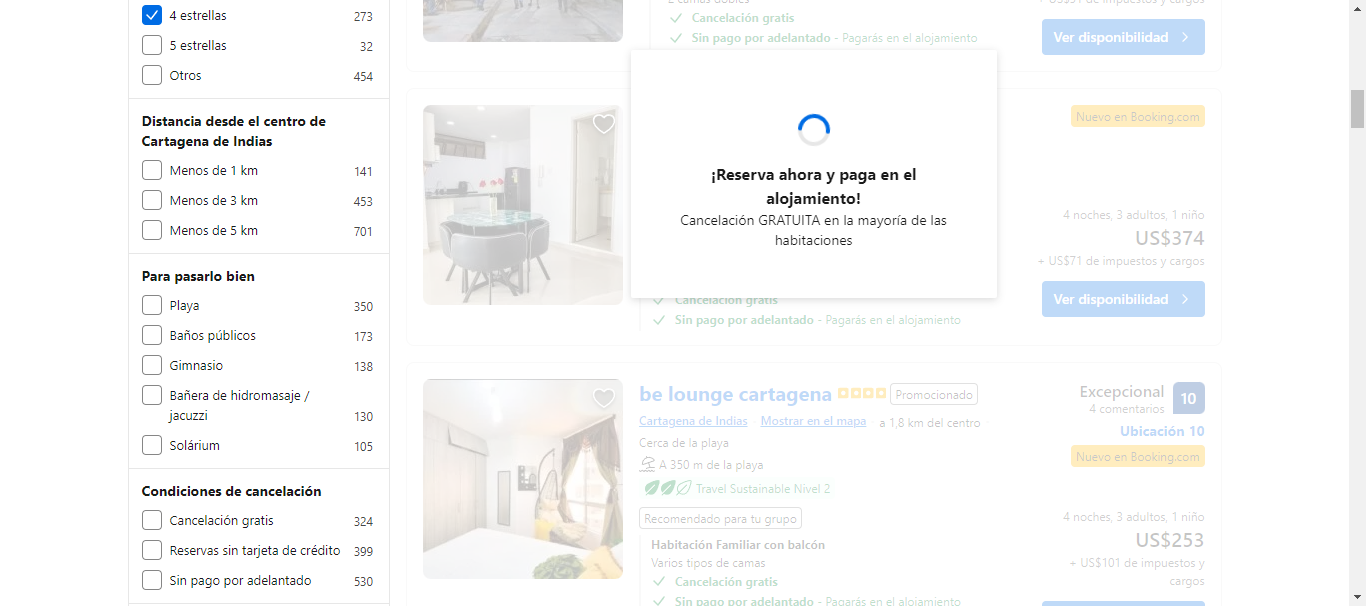 4 estrellas 273
5 estrellas 32
Otros 454
Distancia desde el centro de
Cartagena de Indias
Menos de 1 km 141
Menos de 3 km 453
Menos de 5 km 701
Para pasarlo bien
Playa 350
Baños públicos 173
Gimnasio 138
Bañera de hidromasaje /
jacuzzi 130
Solárium 105
Condiciones de cancelación
Cancelación gratis 324
Reservas sin tarjeta de crédito 399
Sin pago por adelantado 530
Cancelación gratis
Sin pago por adelantado - Pagarás en el alojamiento
Ver disponibilidad
¡Reserva ahora y paga en el
alojamiento!
Cancelación GRATUITA en la mayoría de las
habitaciones
Nuevo en Booking.com
4 noches, 3 adultos, 1 niño
US$374
+ US$71 de impuestos y cargos
Ver disponibilidad
Cancelación gratis
Sin pago por adelantado - Pagarás en el alojamiento
be lounge cartagena Promocionado
Cartagena de Indias Mostrar en el mapa a 1,8 km del centro
Cerca de la playa
A 350 m de la playa
Travel Sustainable Nivel 2
Recomendado para tu grupo
Habitación Familiar con balcón
Varios tipos de camas
Cancelación gratis
Sin pago por adelantado - Pagarás en el alojamiento
Excepcional 10
4 comentarios
Ubicación 10
Nuevo en Booking.com
4 noches, 3 adultos, 1 niño
US$253
+ US$101 de impuestos y
cargos